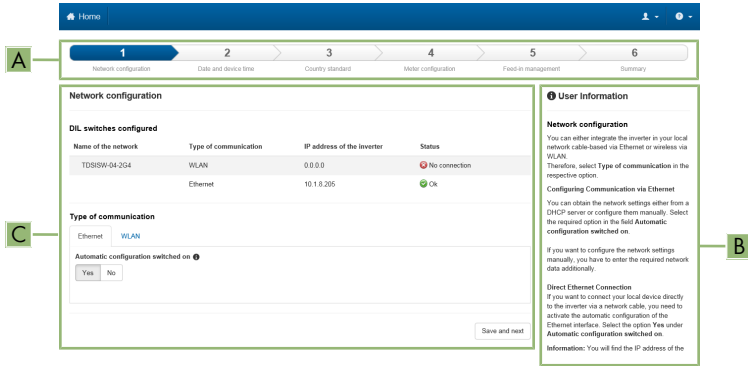 Home
A
1 2 3 4 5 6
Network configuration Date and device time Country standard Meter configuration Feed-in management Summary
C
Network configuration
DIL switches configured
Name of the network Type of communication IP address of the inverter Status
TDSISW-04-2G4 WLAN 0.0.0.0 No connection
Ethernet 10.1.8.205 Ok
Type of communication
Ethernet WLAN
Automatic configuration switched on
Yes No
Save and next
B
User Information
Network configuration
You can either integrate the inverter in your local
network cable-based via Ethernet or wireless via
WLAN.
Therefore, select Type of communication in the
respective option.
Configuring Communication via Ethernet
You can obtain the network settings either from a
DHCP server or configure them manually. Select
the required option in the field Automatic
configuration switched on.
If you want to configure the network settings
manually, you have to enter the required network
data additionally.
Direct Ethernet Connection
If you want to connect your local device directly
to the inverter via a network cable, you need to
activate the automatic configuration of the
Ethernet interface. Select the option Yes under
Automatic configuration switched on.
Information: You will find the IP address of the